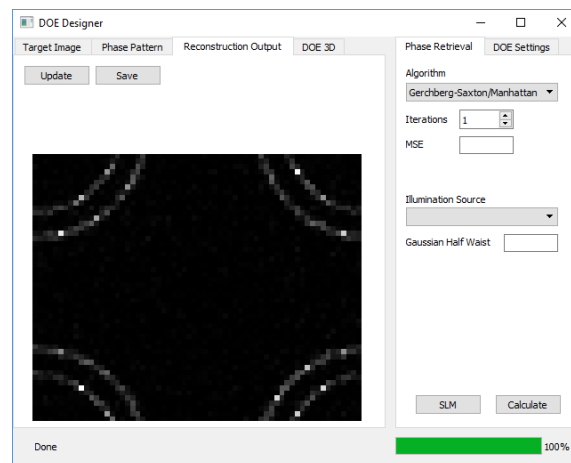 DOE Designer
Target Image Phase Pattern Reconstruction Output DOE 3D
Update Save
Phase Retrieval DOE Settings
Algorithm
Gerchberg-Saxton/Manhattan
Iterations 1
MSE
Illumination Source
Gaussian Half Waist
SLM Calculate
Done
100%